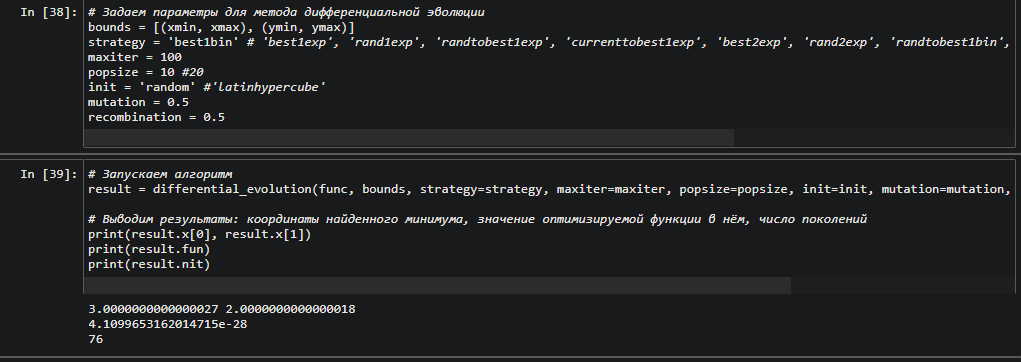 In [38]:
# Задаем параметры для метода дифференциальной эволюции
bounds = [(xmin, xmax), (ymin, ymax)]
strategy = 'best1bin' # 'best1exp', 'rand1exp', 'randtobest1exp', 'currenttobest1exp', 'best2exp', 'rand2exp', 'randtobest1bin',
maxiter = 100
popsize = 10 #20
init = 'random' #'latinhypercube'
mutation = 0.5
recombination = 0.5
In [39]:
# Запускаем алгоритм
result = differential_evolution(func, bounds, strategy=strategy, maxiter=maxiter, popsize=popsize, init=init, mutation=mutation,
# Выводим результаты: координаты найденного минимума, значение оптимизируемой функции в нём, число поколений
print(result.x[0], result.x[1])
print(result.fun)
print(result.nit)
3.0000000000000027 2.0000000000000018
4.1099653162014715e-28
76